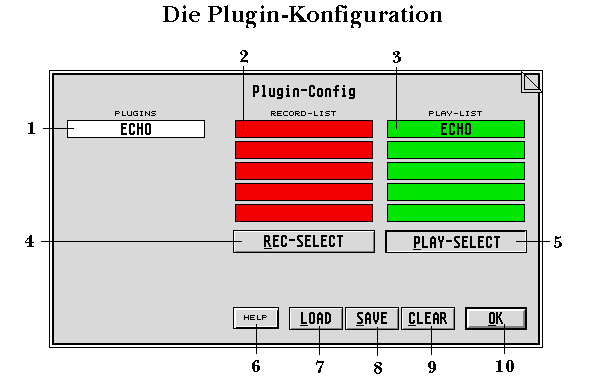 Die Plugin-Konfiguration
2 3
Plugin-Config
PLUGINS RECORD-LIST PLAY-LIST
1 ECHO ECHO
4 REC-SELECT PLAY-SELECT 5
HELP LOAD SAVE CLEAR OK
6 7 8 9 10